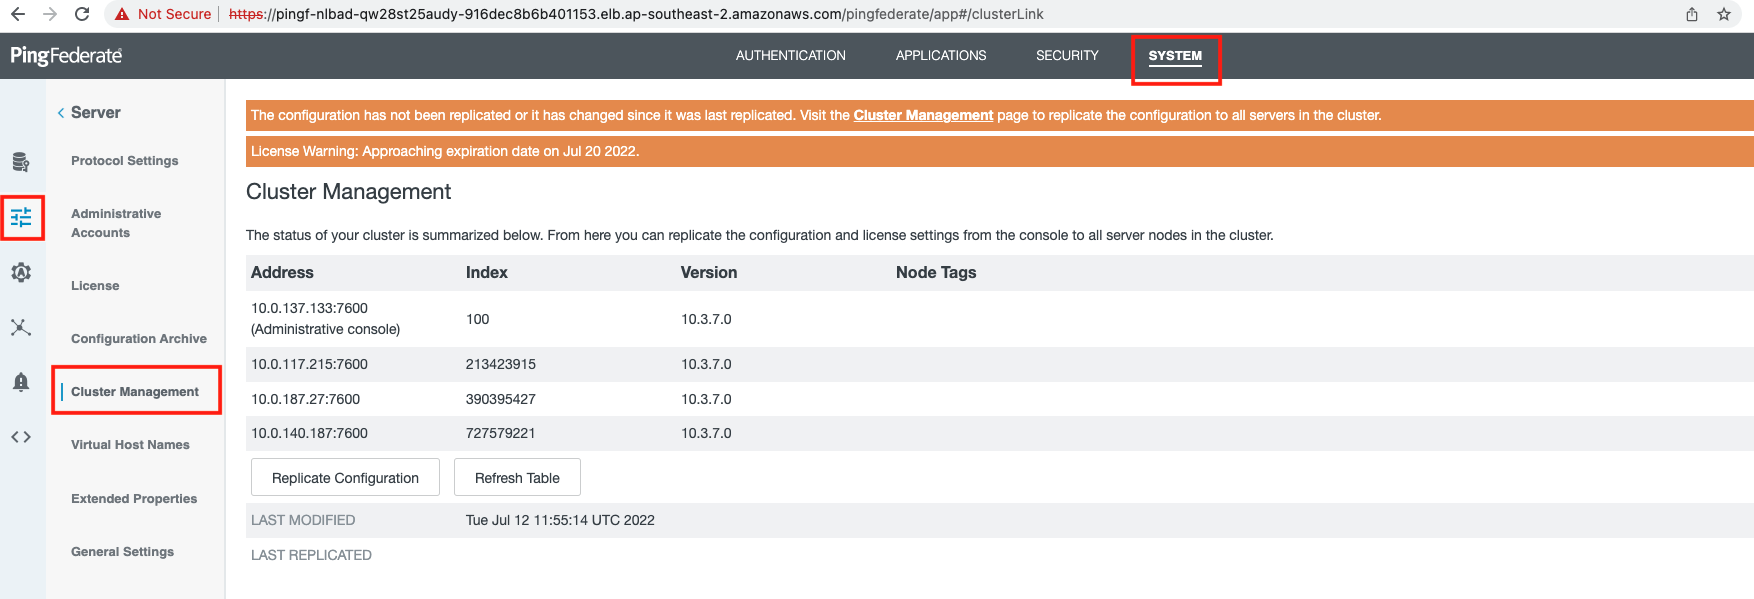 Not Secure https://pingf-nlbad-qw28st25audy-916dec8b6b401153.elb.ap-southeast-2.amazonaws.com/pingfederate/app#/clusterLink
PingFederate
AUTHENTICATION APPLICATIONS SECURITY SYSTEM
Server
Protocol Settings
Administrative
Accounts
License
Configuration Archive
Cluster Management
Virtual Host Names
Extended Properties
General Settings
The configuration has not been replicated or it has changed since it was last replicated. Visit the Cluster Management page to replicate the configuration to all servers in the cluster.
License Warning: Approaching expiration date on Jul 20 2022.
Cluster Management
The status of your cluster is summarized below. From here you can replicate the configuration and license settings from the console to all server nodes in the cluster.
Address Index Version Node Tags
10.0.137.133:7600
(Administrative console) 100 10.3.7.0
10.0.117.215:7600 213423915 10.3.7.0
10.0.187.27:7600 390395427 10.3.7.0
10.0.140.187:7600 727579221 10.3.7.0
Replicate Configuration Refresh Table
LAST MODIFIED Tue Jul 12 11:55:14 UTC 2022
LAST REPLICATED